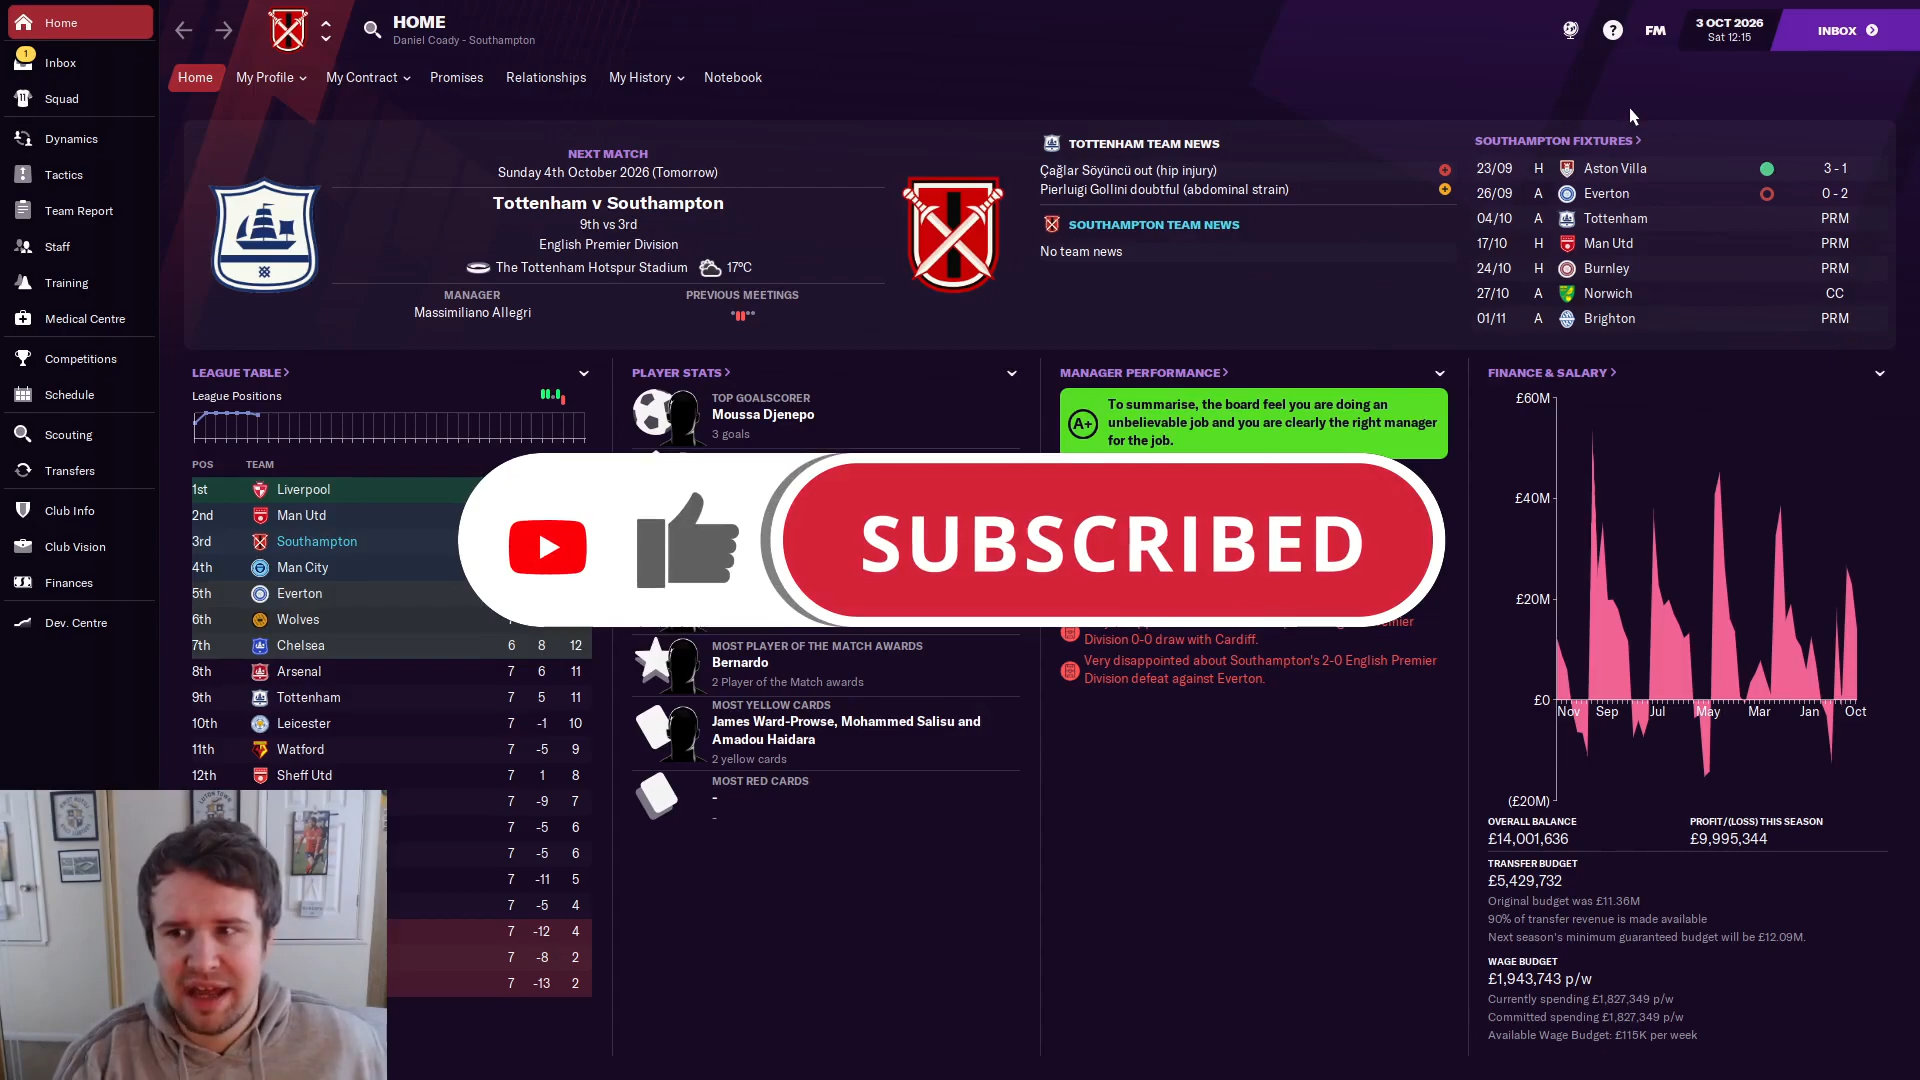 Home
1
Inbox
Squad
Dynamics
Tactics
Team Report
Staff
Training
Medical Centre
Competitions
Schedule
Scouting
Transfers
Club Info
Club Vision
Finances
Dev. Centre
HOME
Daniel Coady - Southampton
FM
3 OCT 2026
Sat 12:15
INBOX
Home
My Profile
My Contract
Promises
Relationships
My History
Notebook
NEXT MATCH
Sunday 4th October 2026 (Tomorrow)
Tottenham v Southampton
9th vs 3rd
English Premier Division
The Tottenham Hotspur Stadium 17ºC
MANAGER
Massimiliano Allegri
PREVIOUS MEETINGS
TOTTENHAM TEAM NEWS
Çağlar Söyüncü out (hip injury)
Pierluigi Gollini doubtful (abdominal strain)
SOUTHAMPTON TEAM NEWS
No team news
SOUTHAMPTON FIXTURES
23/09 H Aston Villa 3 - 1
26/09 A Everton 0 - 2
04/10 A Tottenham PRM
17/10 H Man Utd PRM
24/10 H Burnley PRM
27/10 A Norwich CC
01/11 A Brighton PRM
LEAGUE TABLE
League Positions
POS TEAM
1st Liverpool
2nd Man Utd
3rd Southampton
4th Man City
5th Everton
6th Wolves
7th Chelsea 6 8 12
8th Arsenal 7 6 11
9th Tottenham 7 5 11
10th Leicester 7 -1 10
11th Watford 7 -5 9
12th Sheff Utd 7 1 8
7 -9 7
7 -5 6
7 -5 6
7 -11 5
7 -5 4
7 -12 4
7 -8 2
7 -13 2
PLAYER STATS
TOP GOALSCORER
Moussa Djenepo
3 goals
SUBSCRIBED
MOST PLAYER OF THE MATCH AWARDS
Bernardo
2 Player of the Match awards
MOST YELLOW CARDS
James Ward-Prowse, Mohammed Salisu and
Amadou Haidara
2 yellow cards
MOST RED CARDS
-
-
MANAGER PERFORMANCE
A+
To summarise, the board feel you are doing an
unbelievable job and you are clearly the right manager
for the job.
Division 0-0 draw with Cardiff.
Very disappointed about Southampton's 2-0 English Premier
Division defeat against Everton.
FINANCE & SALARY
£60M
£40M
£20M
£0
(£20M)
Nov Sep Jul May Mar Jan Oct
OVERALL BALANCE
£14,001,636
PROFIT/(LOSS) THIS SEASON
£9,995,344
TRANSFER BUDGET
£5,429,732
Original budget was £11.36M
90% of transfer revenue is made available
Next season's minimum guaranteed budget will be £12.09M.
WAGE BUDGET
£1,943,743 p/w
Currently spending £1,827,349 p/w
Committed spending £1,827,349 p/w
Available Wage Budget: £115K per week